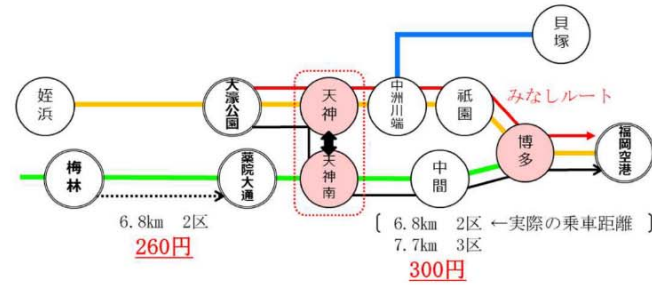 貝塚
姪浜
大濠公園
天神
中洲川端
祇園
みなしルート
博多
福岡空港
梅林
薬院大通
天神南
中間
6.8km 2区
260円
〔 6.8km 2区 ←実際の乗車距離 〕
7.7km 3区
300円